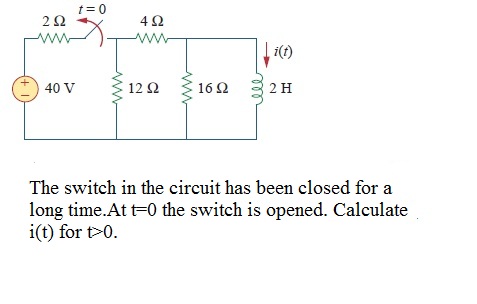 t = 0
2 Ω
4 Ω
i(t)
+
40 V
12 Ω
16 Ω
2 H
−
The switch in the circuit has been closed for a
long time.At t=0 the switch is opened. Calculate
i(t) for t>0.